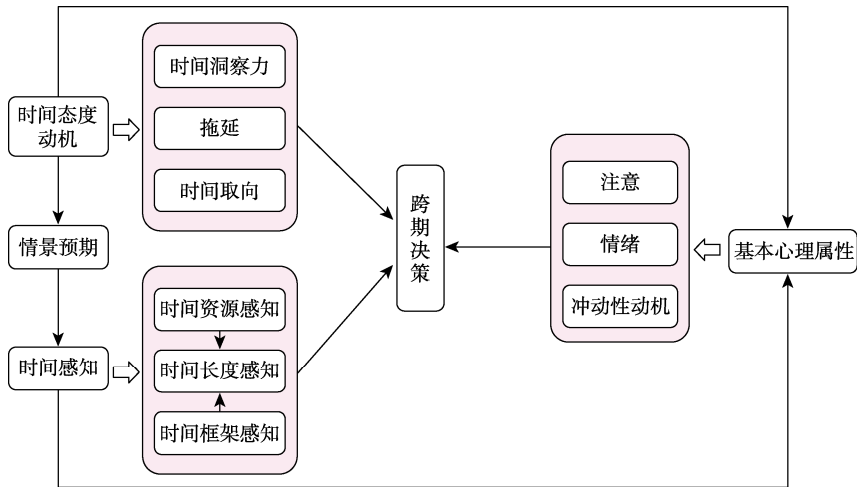 时间洞察力
时间态度
动机
拖延
时间取向
情景预期
时间资源感知
时间感知
时间长度感知
时间框架感知
跨期决策
注意
情绪
冲动性动机
基本心理属性